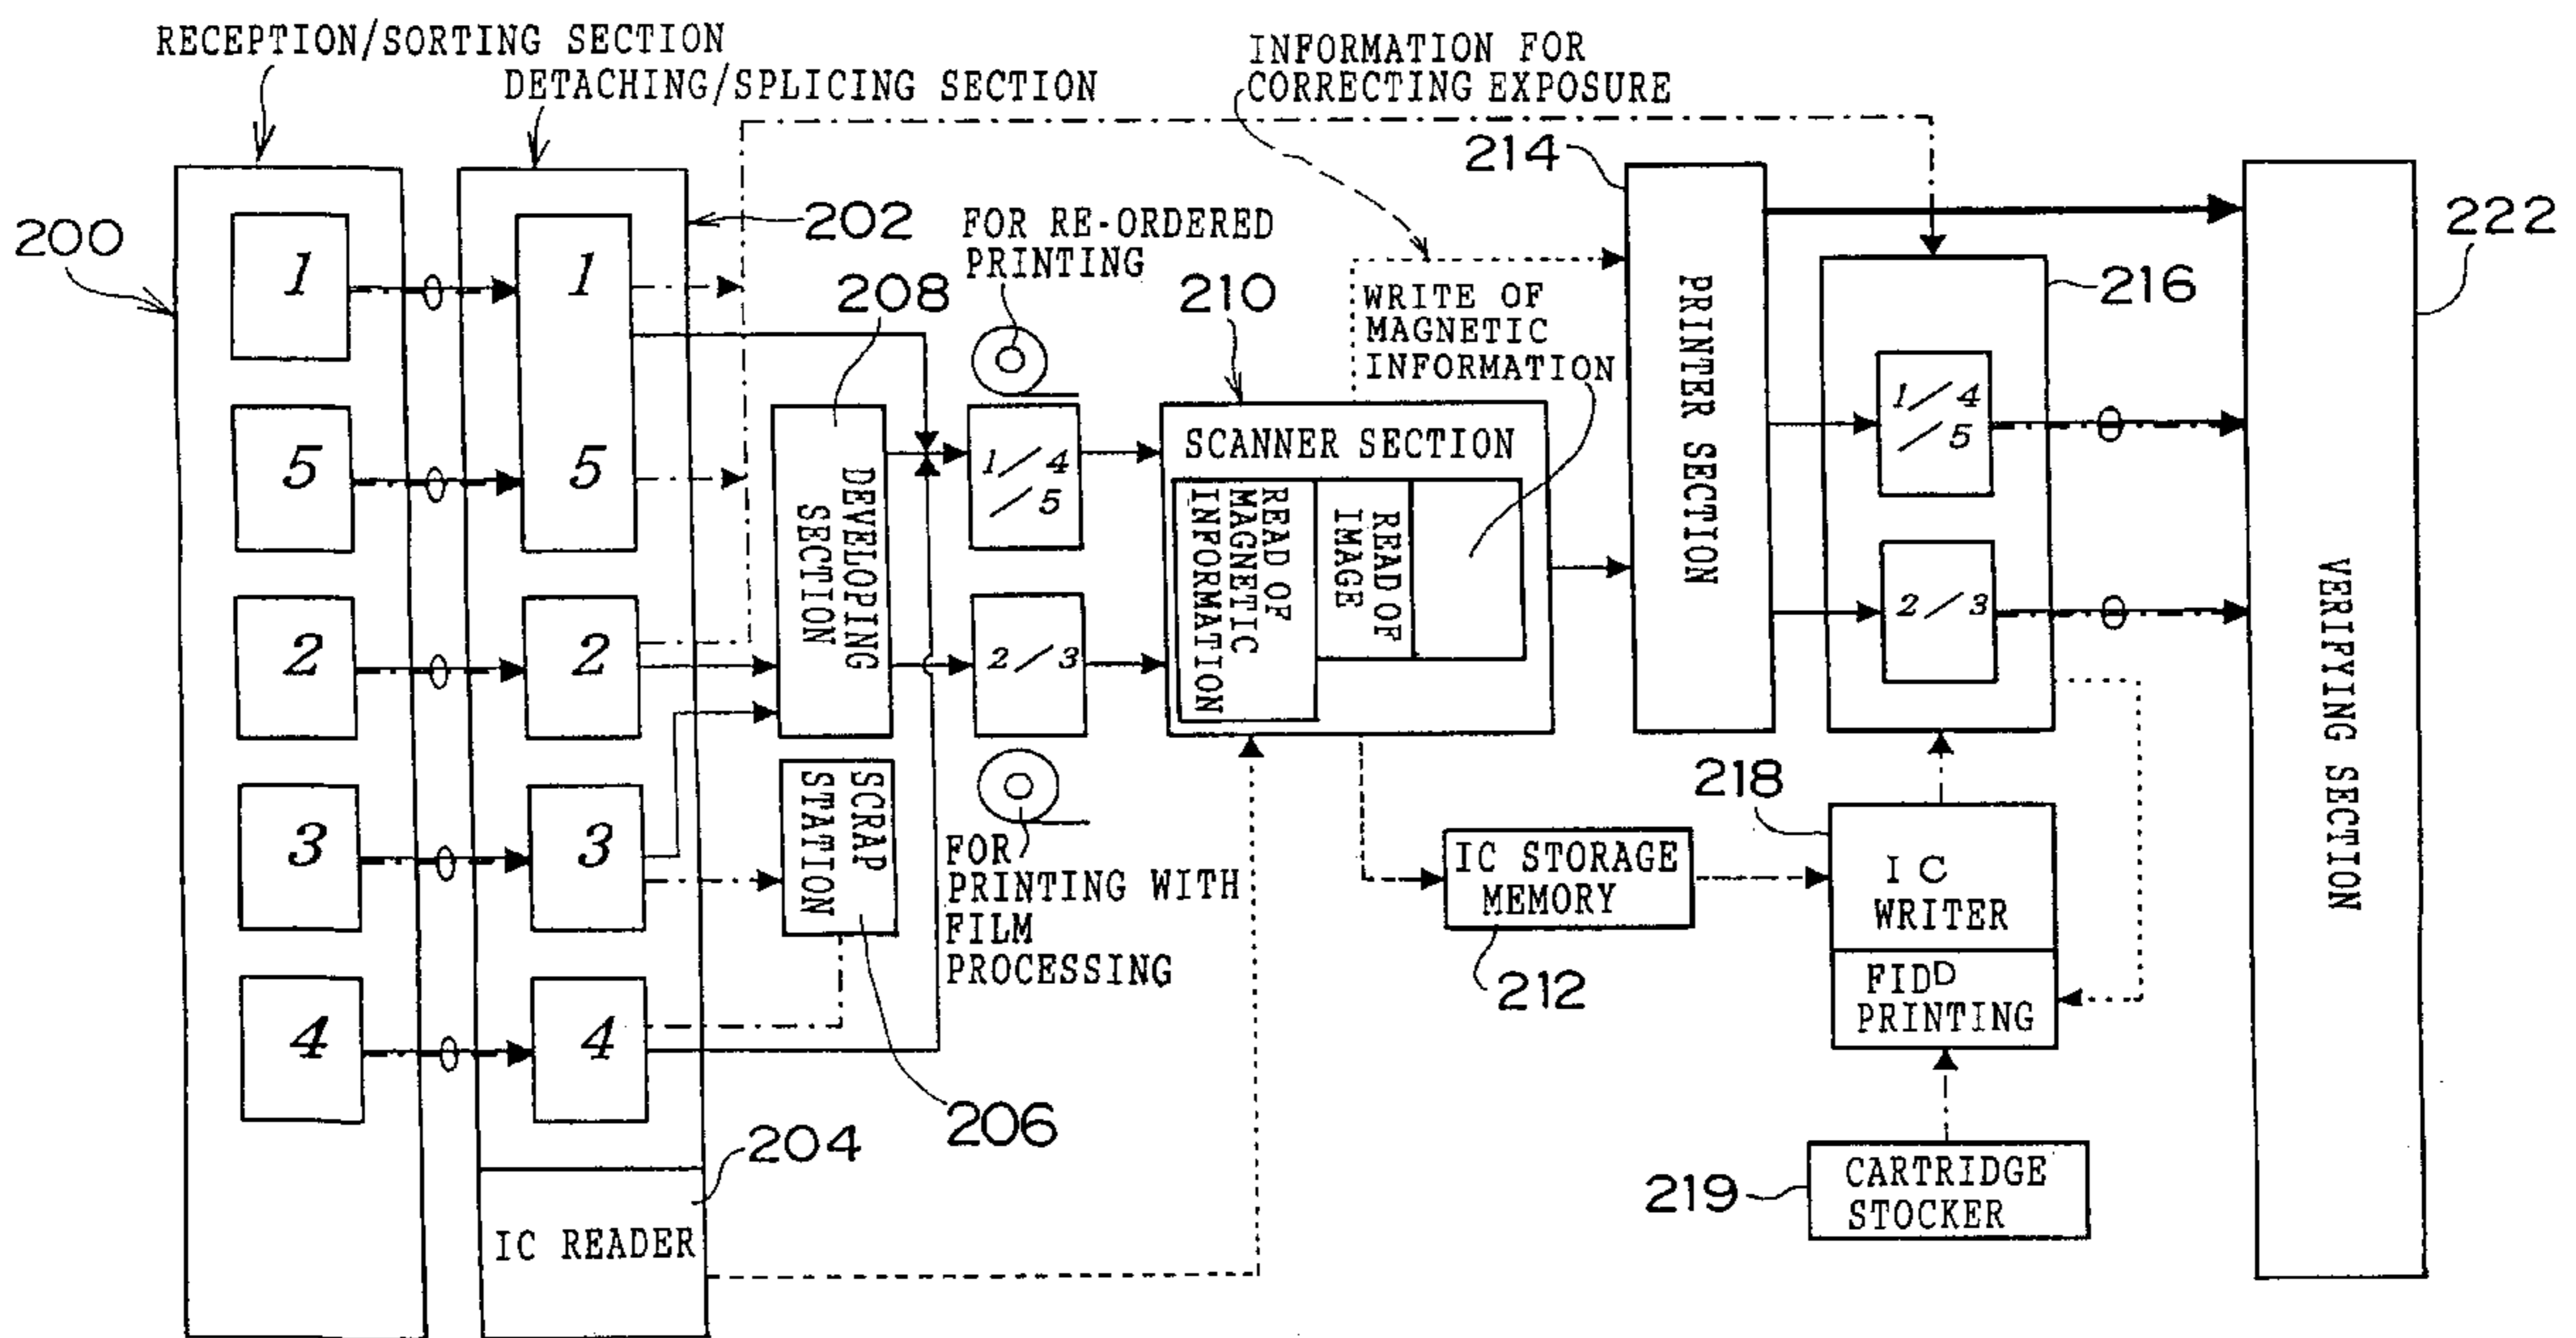 RECEPTION/SORTING SECTION
DETACHING/SPLICING SECTION
INFORMATION FOR
CORRECTING EXPOSURE
200
202
208
FOR RE-ORDERED
PRINTING
210
214
216
222
1
5
2
3
4
1
5
2
3
4
IC READER
204
DEVELOPING
SECTION
SCRAP
STATION
206
1/4
/5
2/3
FOR
PRINTING WITH
FILM
PROCESSING
WRITE OF
MAGNETIC
INFORMATION
SCANNER SECTION
READ OF
MAGNETIC
INFORMATION
READ OF
IMAGE
IC STORAGE
MEMORY
212
PRINTER SECTION
1/4
/5
2/3
218
IC
WRITER
FIDD
PRINTING
219
CARTRIDGE
STOCKER
VERIFYING SECTION